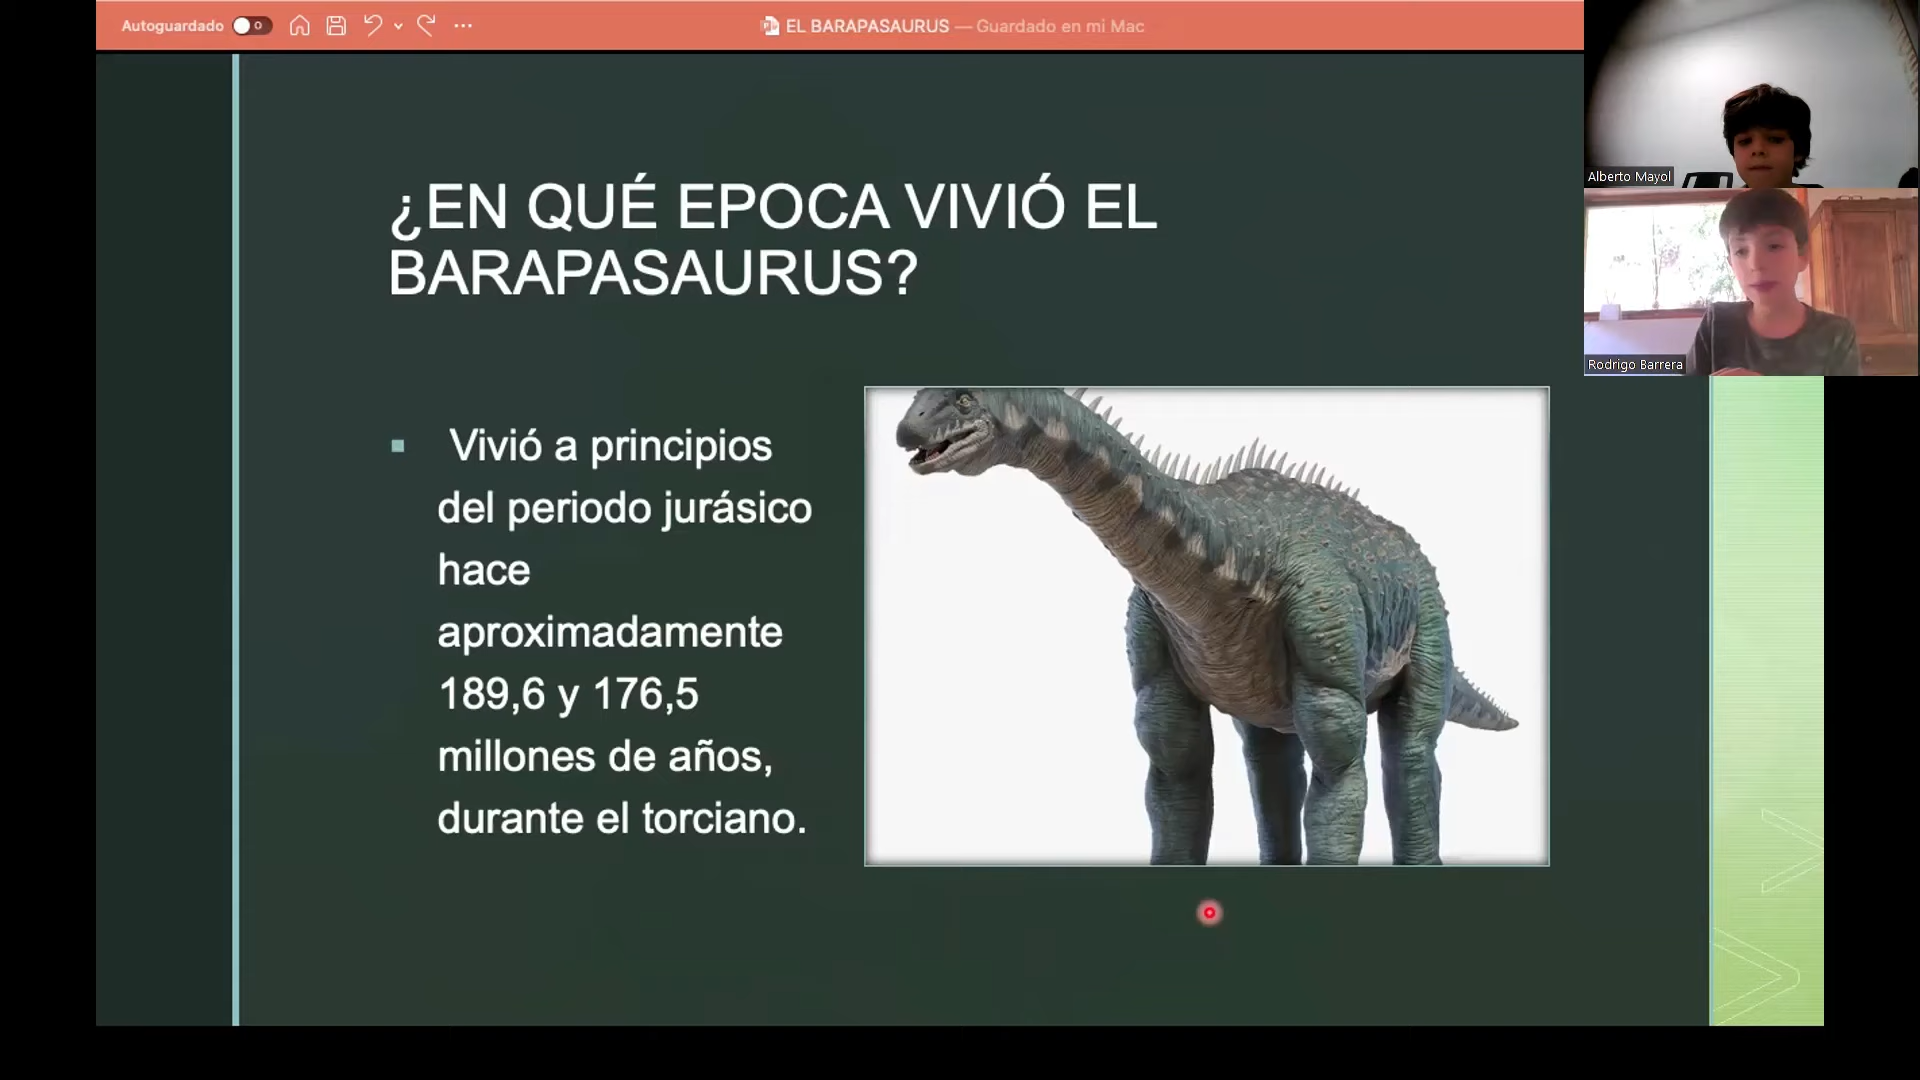 Autoguardado
EL BARAPASAURUS — Guardado en mi Mac
Alberto Mayol
Rodrigo Barrera
¿EN QUÉ EPOCA VIVIÓ EL
BARAPASAURUS?
Vivió a principios
del periodo jurásico
hace
aproximadamente
189,6 y 176,5
millones de años,
durante el torciano.